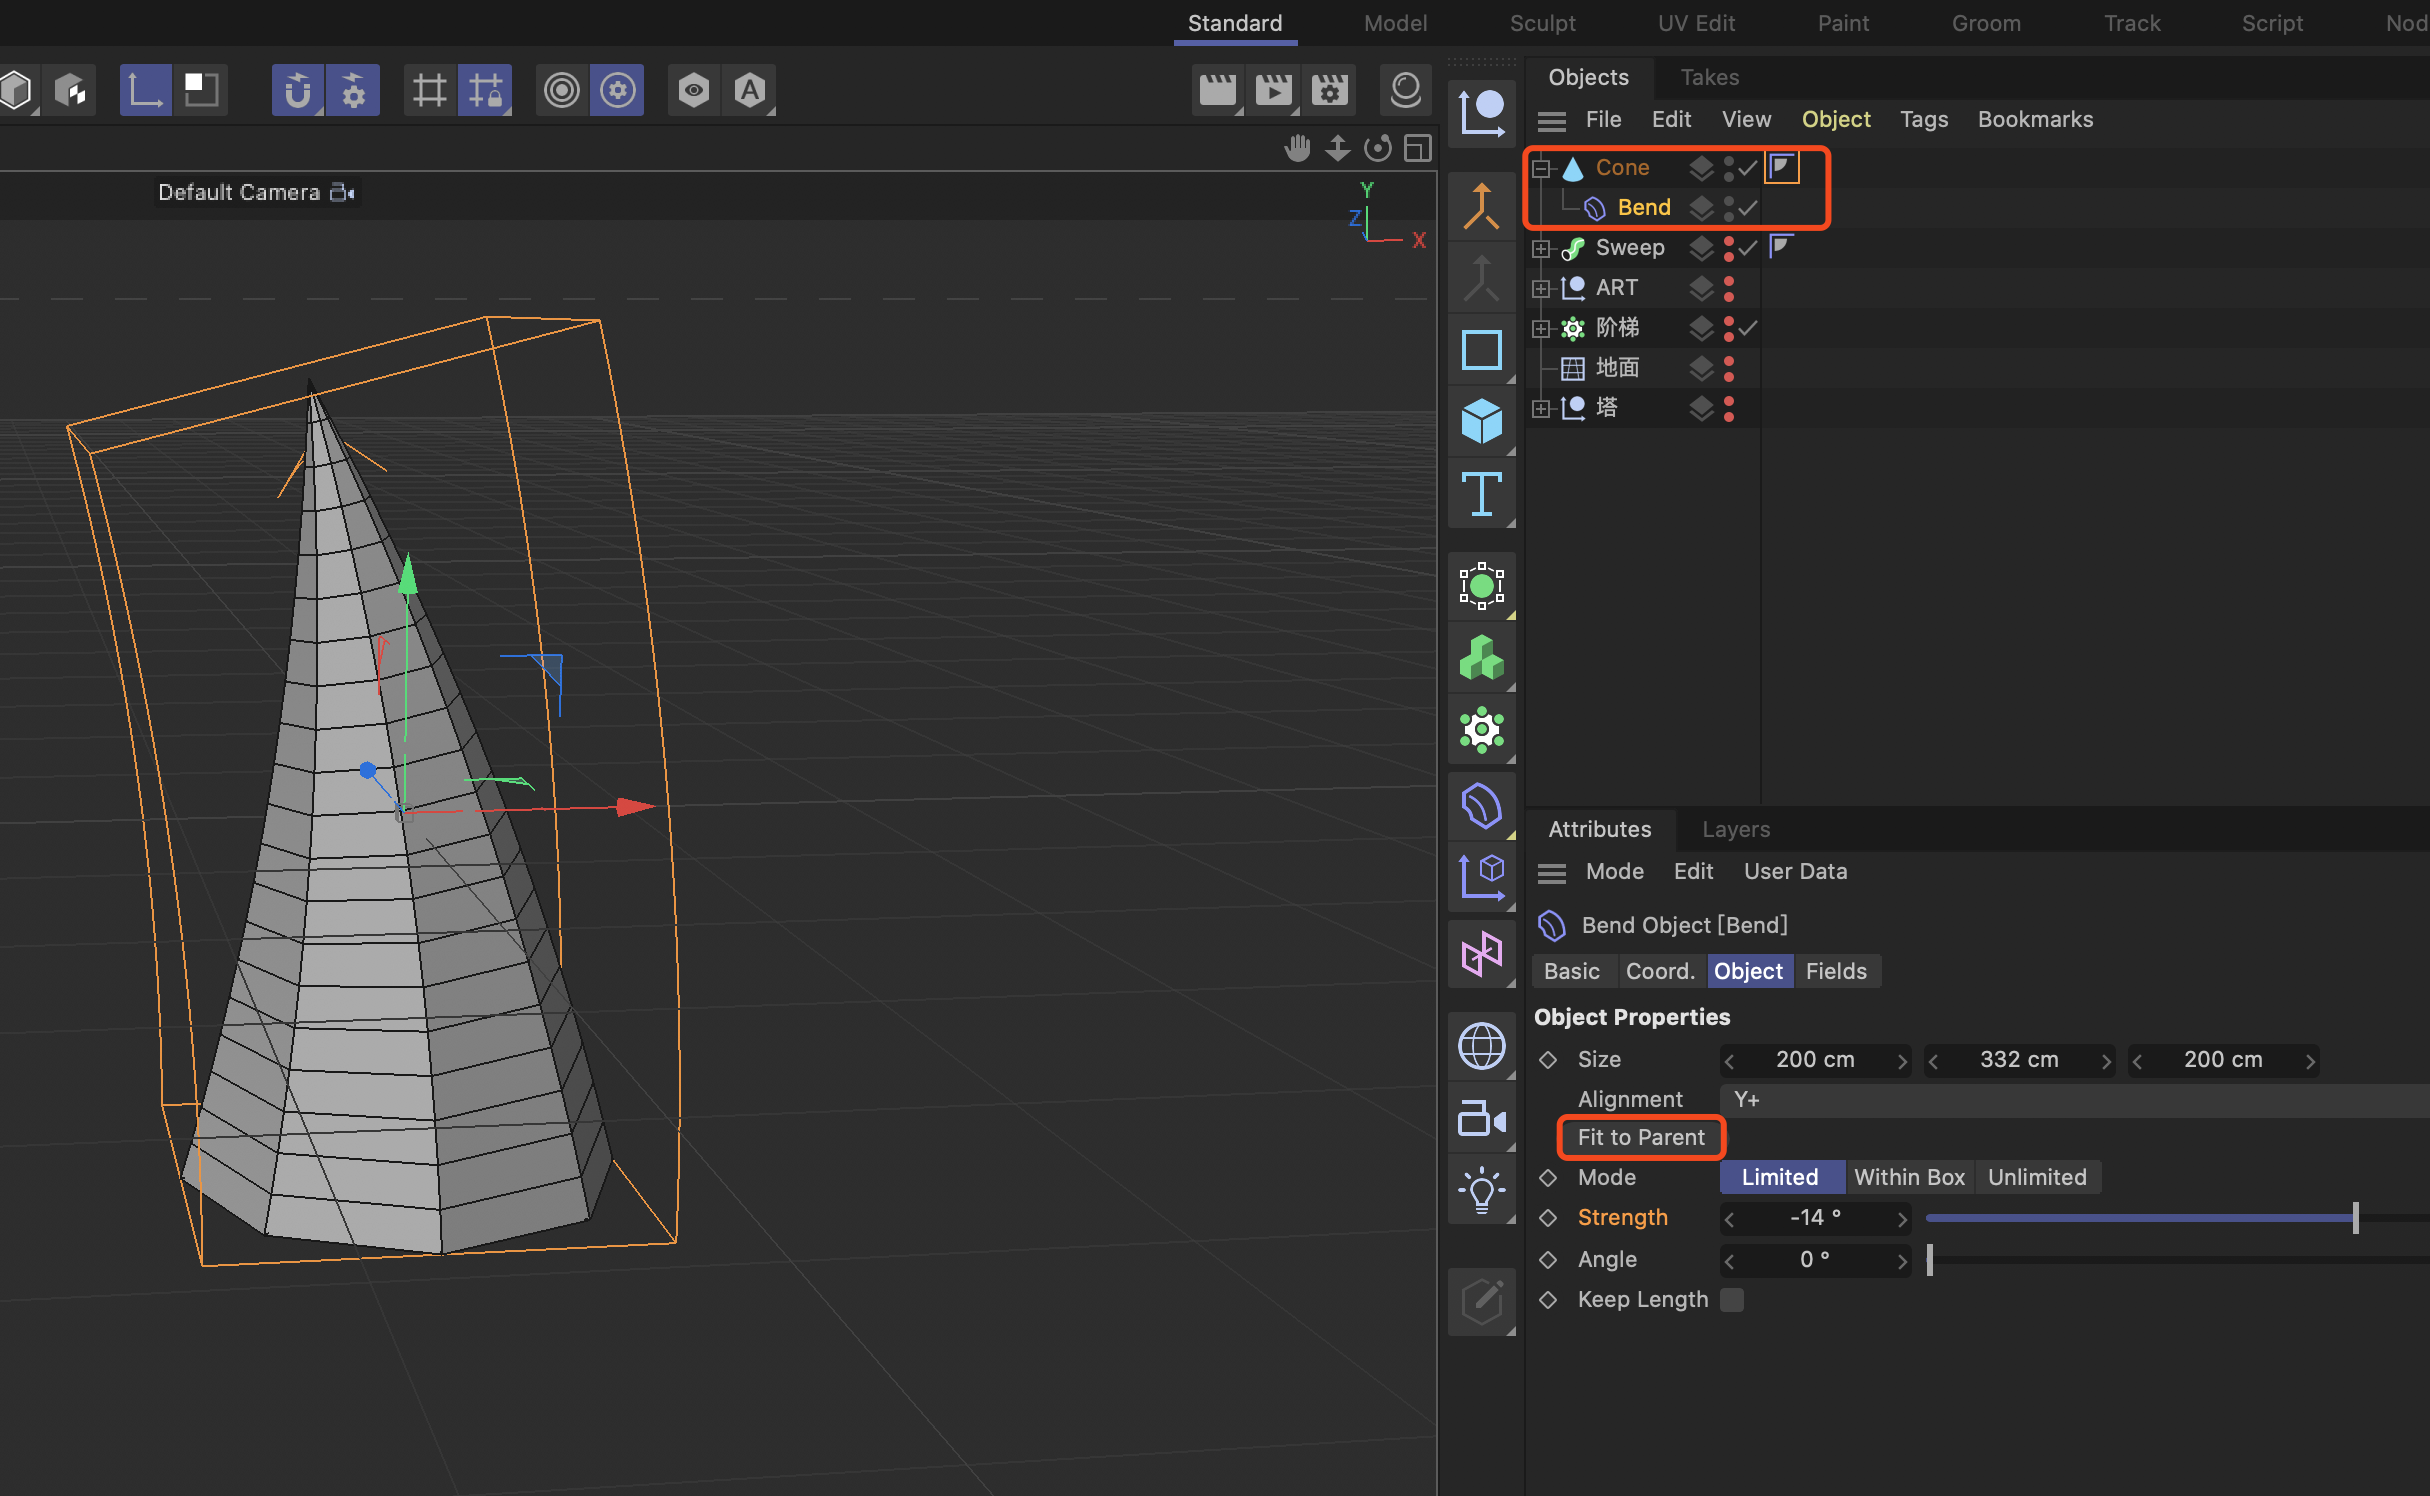 Standard Model Sculpt UV Edit Paint Groom Track Script Nod
Objects Takes
File Edit View Object Tags Bookmarks
Default Camera
Y
Z
X
Cone
Bend
Sweep
ART
阶梯
地面
塔
Attributes Layers
Mode Edit User Data
Bend Object [Bend]
Basic Coord. Object Fields
Object Properties
Size 200 cm 332 cm 200 cm
Alignment Y+
Fit to Parent
Mode Limited Within Box Unlimited
Strength -14 °
Angle 0 °
Keep Length